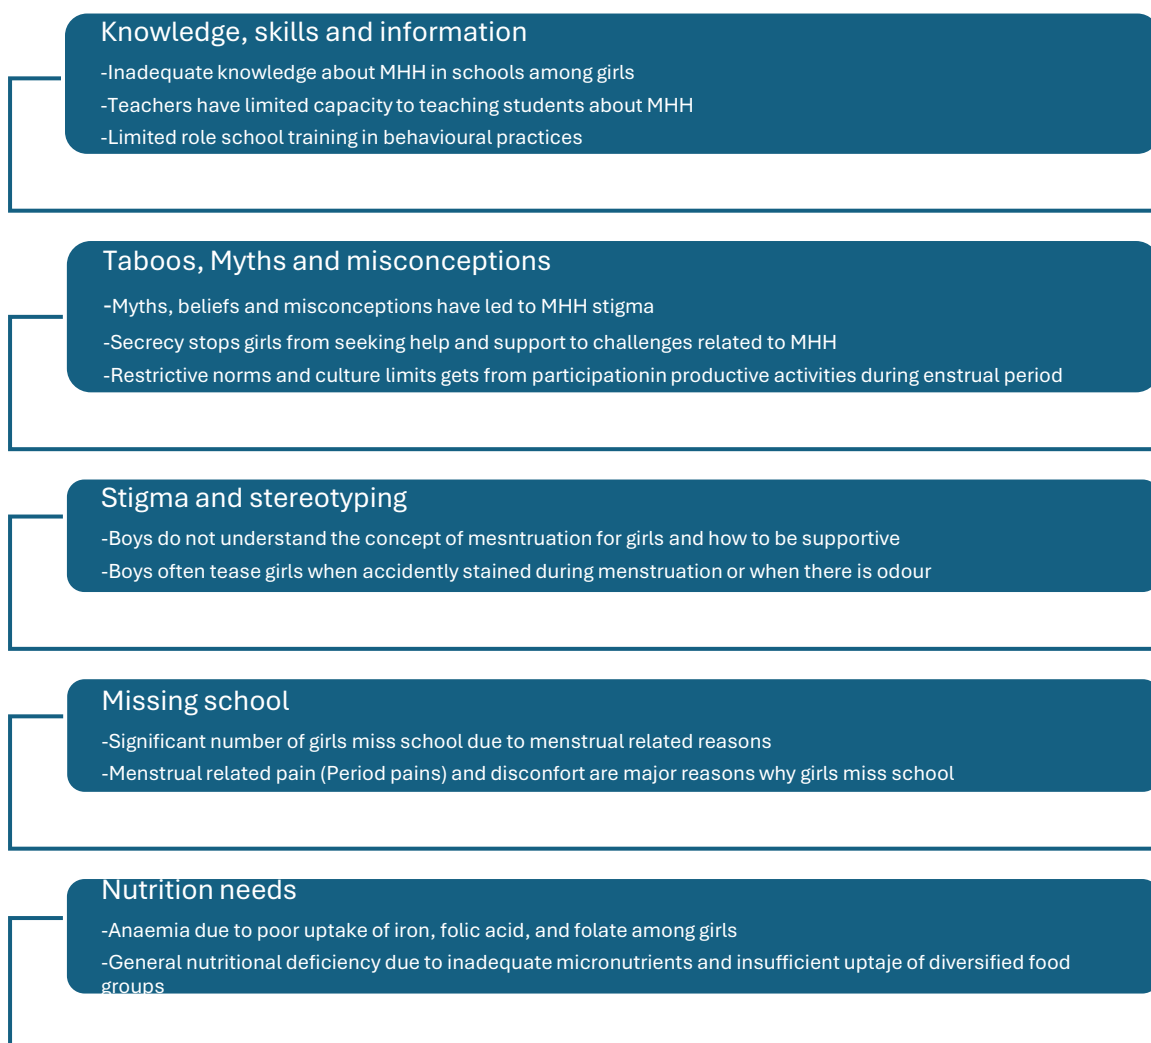 Knowledge, skills and information
-Inadequate knowledge about MHH in schools among girls
-Teachers have limited capacity to teaching students about MHH
-Limited role school training in behavioural practices
Taboos, Myths and misconceptions
-Myths, beliefs and misconceptions have led to MHH stigma
-Secrecy stops girls from seeking help and support to challenges related to MHH
-Restrictive norms and culture limits gets from participationin productive activities during enstrual period
Stigma and stereotyping
-Boys do not understand the concept of mesntruation for girls and how to be supportive
-Boys often tease girls when accidently stained during menstruation or when there is odour
Missing school
-Significant number of girls miss school due to menstrual related reasons
-Menstrual related pain (Period pains) and disconfort are major reasons why girls miss school
Nutrition needs
-Anaemia due to poor uptake of iron, folic acid, and folate among girls
-General nutritional deficiency due to inadequate micronutrients and insufficient uptaje of diversified food
groups